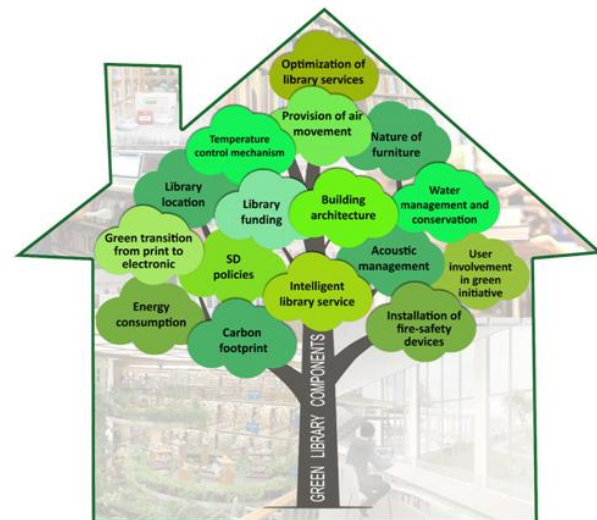 Optimization of
library services
Provision of air
movement
Temperature
control mechanism
Nature of
furniture
Library
location
Library
funding
Building
architecture
Water
management and
conservation
Green transition
from print to
electronic
SD
policies
Acoustic
management
User
involvement
in green
initiative
Intelligent
library service
Energy
consumption
Carbon
footprint
Installation of
fire-safety
devices
GREEN LIBRARY COMPONENTS